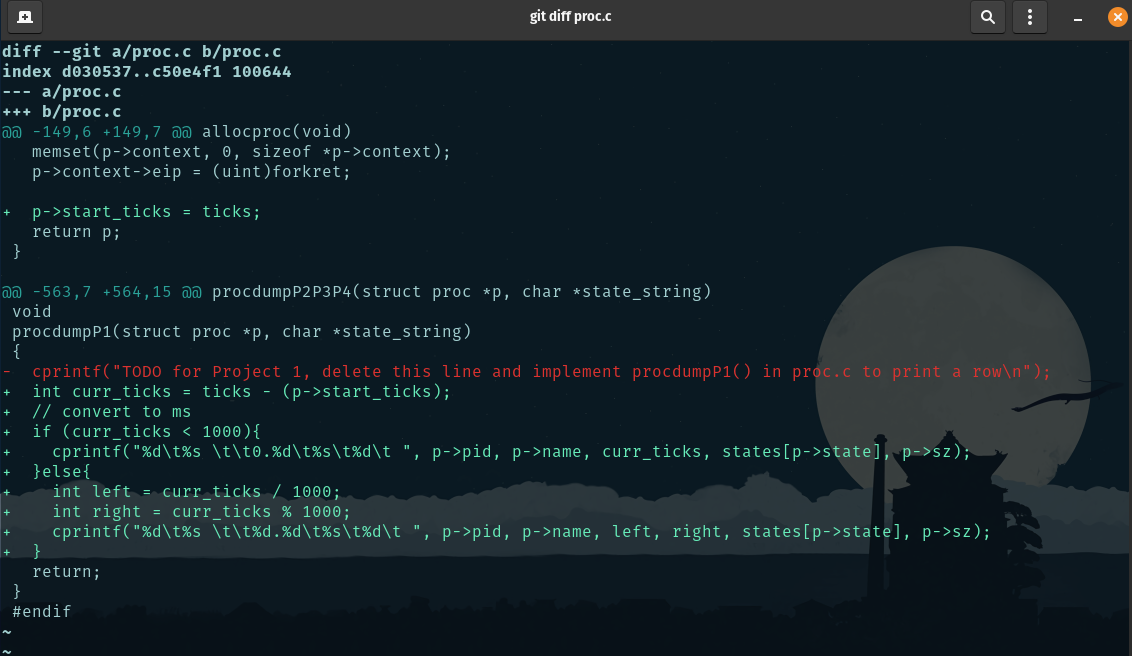 git diff proc.c
diff --git a/proc.c b/proc.c
index d030537..c50e4f1 100644
--- a/proc.c
+++ b/proc.c
@@ -149,6 +149,7 @@ allocproc(void)
   memset(p->context, 0, sizeof *p->context);
   p->context->eip = (uint)forkret;
+  p->start_ticks = ticks;
   return p;
 }
@@ -563,7 +564,15 @@ procdumpP2P3P4(struct proc *p, char *state_string)
 void
 procdumpP1(struct proc *p, char *state_string)
 {
-  cprintf("TODO for Project 1, delete this line and implement procdumpP1() in proc.c to print a row\n");
+  int curr_ticks = ticks - (p->start_ticks);
+  // convert to ms
+  if (curr_ticks < 1000){
+    cprintf("%d\t%s \t\t0.%d\t%s\t%d\t ", p->pid, p->name, curr_ticks, states[p->state], p->sz);
+  }else{
+    int left = curr_ticks / 1000;
+    int right = curr_ticks % 1000;
+    cprintf("%d\t%s \t\t%d.%d\t%s\t%d\t ", p->pid, p->name, left, right, states[p->state], p->sz);
+  }
   return;
 }
 #endif
~
~